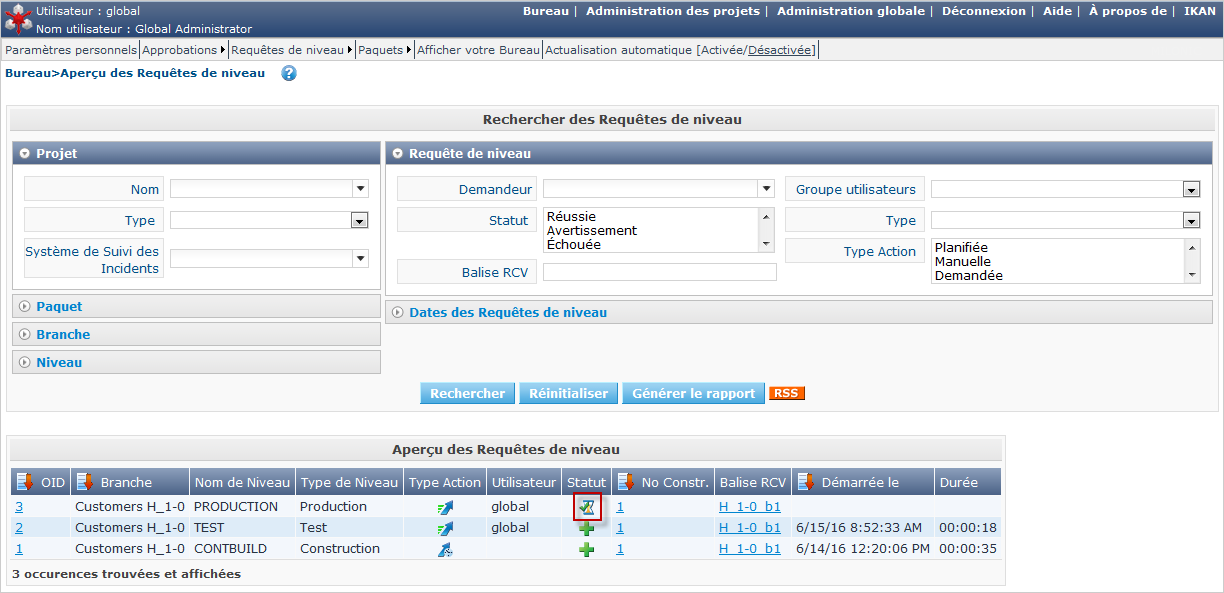 Utilisateur : global
Nom utilisateur : Global Administrator
Bureau | Administration des projets | Administration globale | Déconnexion | Aide | À propos de | IKAN
Paramètres personnels Approbations Requêtes de niveau Paquets Afficher votre Bureau Actualisation automatique [Activée/Désactivée]
Bureau>Aperçu des Requêtes de niveau ?
Rechercher des Requêtes de niveau
Projet
Nom
Type
Système de Suivi des
Incidents
Paquet
Branche
Niveau
Requête de niveau
Demandeur
Groupe utilisateurs
Statut
Réussie
Avertissement
Échouée
Type
Type Action
Planifiée
Manuelle
Demandée
Balise RCV
Dates des Requêtes de niveau
Rechercher Réinitialiser Générer le rapport RSS
Aperçu des Requêtes de niveau
OID Branche Nom de Niveau Type de Niveau Type Action Utilisateur Statut No Constr. Balise RCV Démarrée le Durée
3 Customers H_1-0 PRODUCTION Production global 1 H_1-0_b1
2 Customers H_1-0 TEST Test global 1 H_1-0_b1 6/15/16 8:52:33 AM 00:00:18
1 Customers H_1-0 CONTBUILD Construction 1 H_1-0_b1 6/14/16 12:20:06 PM 00:00:35
3 occurences trouvées et affichées